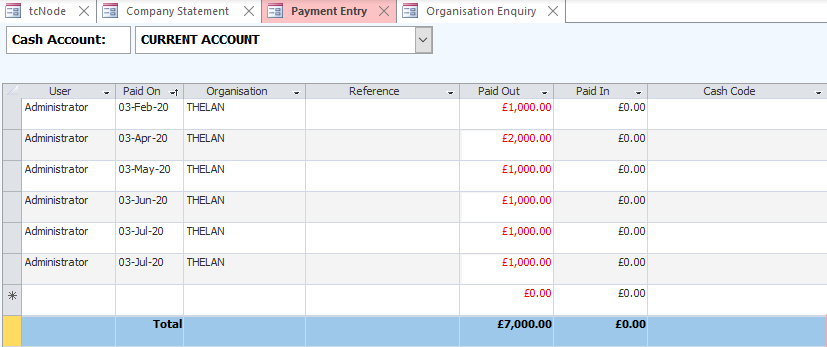 tcNode Company Statement Payment Entry Organisation Enquiry
Cash Account: CURRENT ACCOUNT
User Paid On Organisation Reference Paid Out Paid In Cash Code
Administrator 03-Feb-20 THELAN £1,000.00 £0.00
Administrator 03-Apr-20 THELAN £2,000.00 £0.00
Administrator 03-May-20 THELAN £1,000.00 £0.00
Administrator 03-Jun-20 THELAN £1,000.00 £0.00
Administrator 03-Jul-20 THELAN £1,000.00 £0.00
Administrator 03-Jul-20 THELAN £1,000.00 £0.00
£0.00 £0.00
Total £7,000.00 £0.00